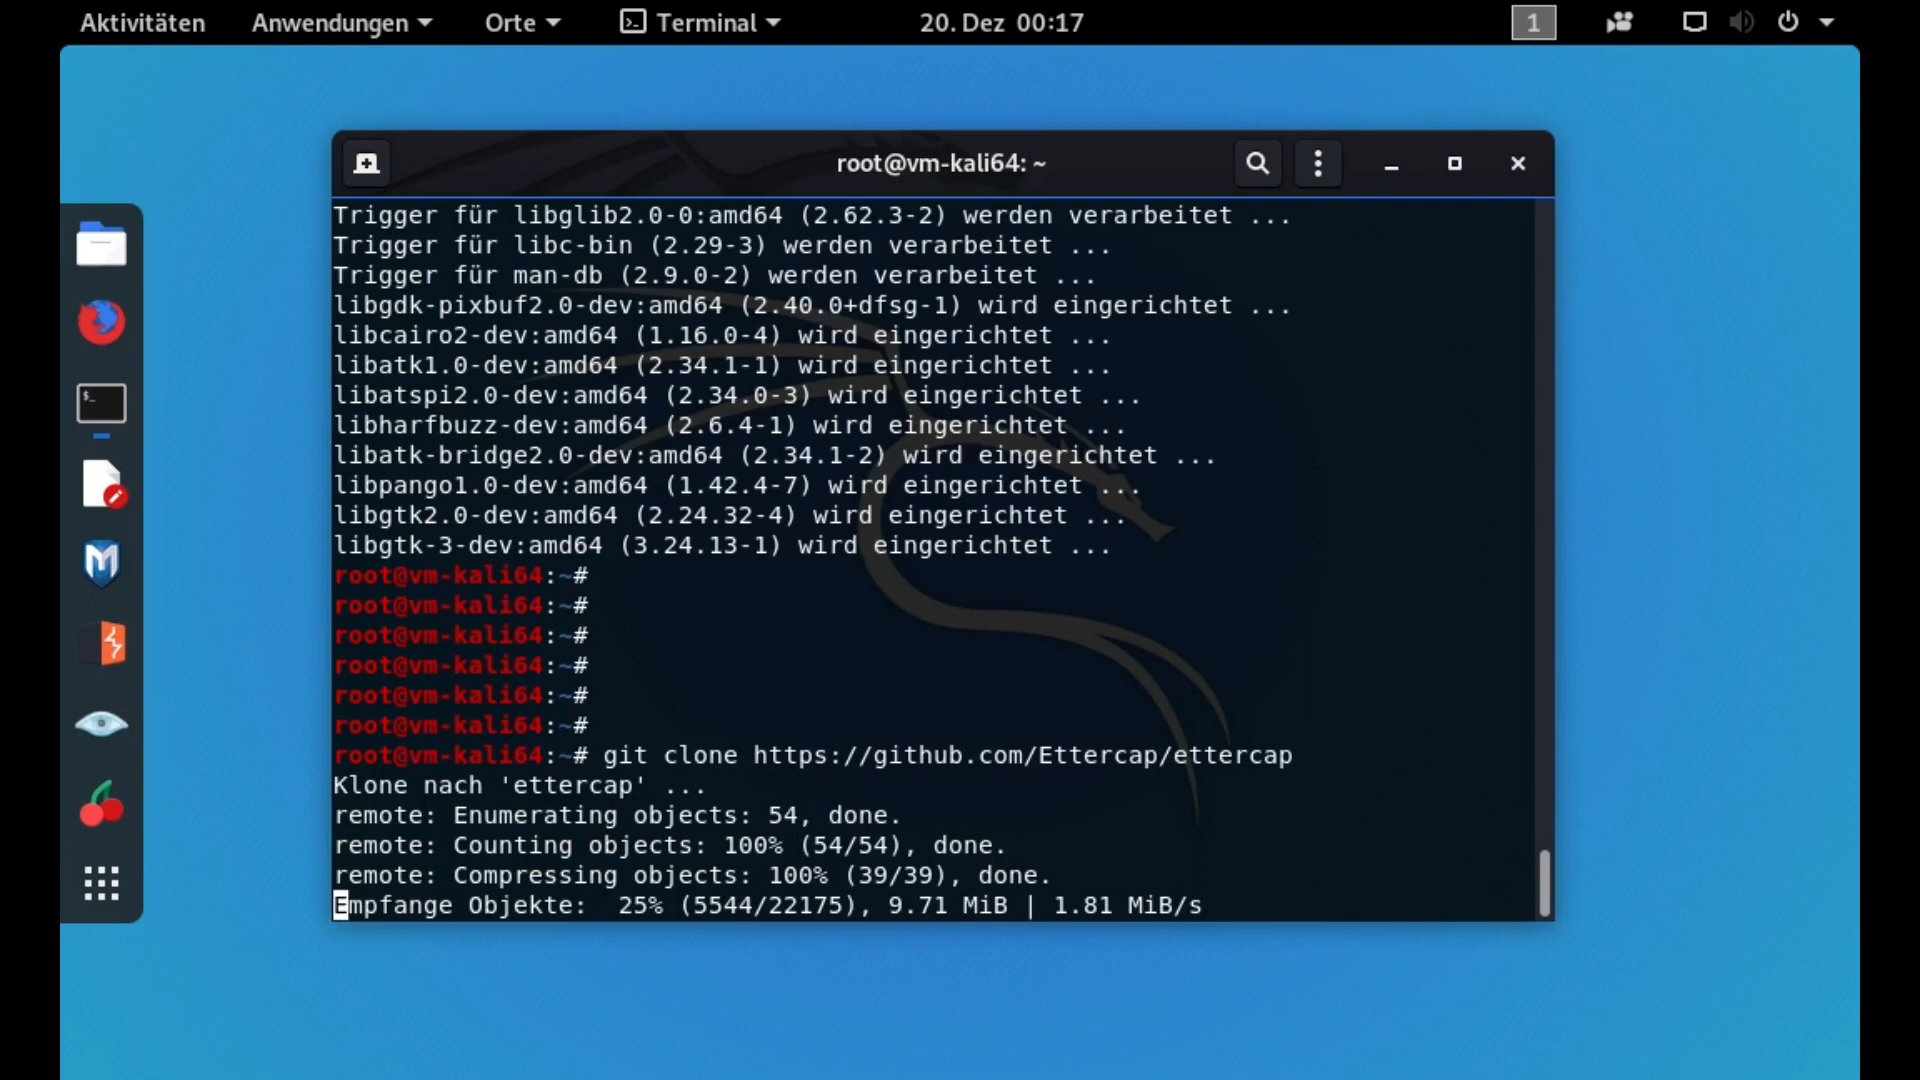 Aktivitäten Anwendungen Orte Terminal 20. Dez 00:17 1
root@vm-kali64: ~
Trigger für libglib2.0-0:amd64 (2.62.3-2) werden verarbeitet ...
Trigger für libc-bin (2.29-3) werden verarbeitet ...
Trigger für man-db (2.9.0-2) werden verarbeitet ...
libgdk-pixbuf2.0-dev:amd64 (2.40.0+dfsg-1) wird eingerichtet ...
libcairo2-dev:amd64 (1.16.0-4) wird eingerichtet ...
libatk1.0-dev:amd64 (2.34.1-1) wird eingerichtet ...
libatspi2.0-dev:amd64 (2.34.0-3) wird eingerichtet ...
libharfbuzz-dev:amd64 (2.6.4-1) wird eingerichtet ...
libatk-bridge2.0-dev:amd64 (2.34.1-2) wird eingerichtet ...
libpango1.0-dev:amd64 (1.42.4-7) wird eingerichtet ...
libgtk2.0-dev:amd64 (2.24.32-4) wird eingerichtet ...
libgtk-3-dev:amd64 (3.24.13-1) wird eingerichtet ...
root@vm-kali64:~#
root@vm-kali64:~#
root@vm-kali64:~#
root@vm-kali64:~#
root@vm-kali64:~#
root@vm-kali64:~#
root@vm-kali64:~# git clone https://github.com/Ettercap/ettercap
Klone nach 'ettercap' ...
remote: Enumerating objects: 54, done.
remote: Counting objects: 100% (54/54), done.
remote: Compressing objects: 100% (39/39), done.
Empfange Objekte:  25% (5544/22175), 9.71 MiB | 1.81 MiB/s